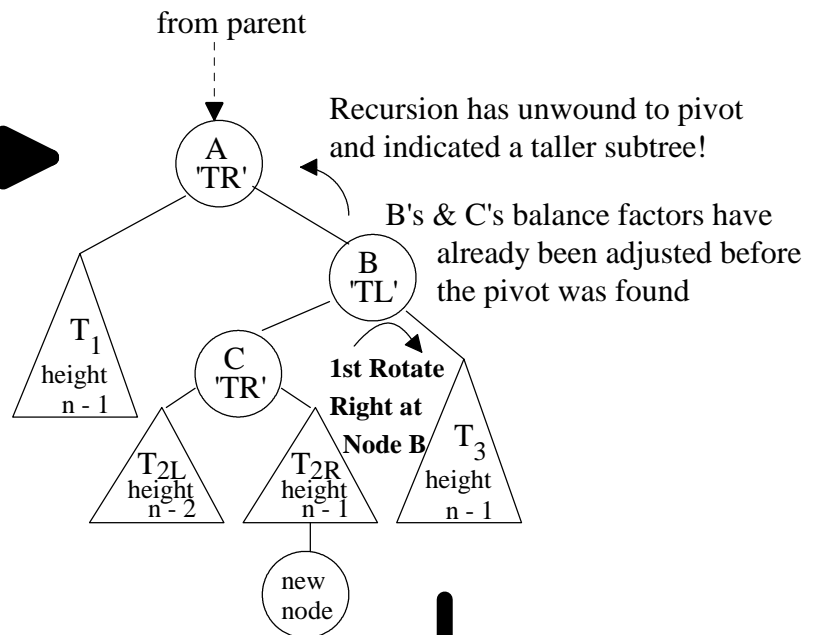 from parent
Recursion has unwound to pivot
and indicated a taller subtree!
A
'TR'
B's & C's balance factors have
already been adjusted before
the pivot was found
B
'TL'
T1
height
n - 1
C
'TR'
1st Rotate
Right at
Node B
T2L
height
n - 2
T2R
height
n - 1
T3
height
n - 1
new
node